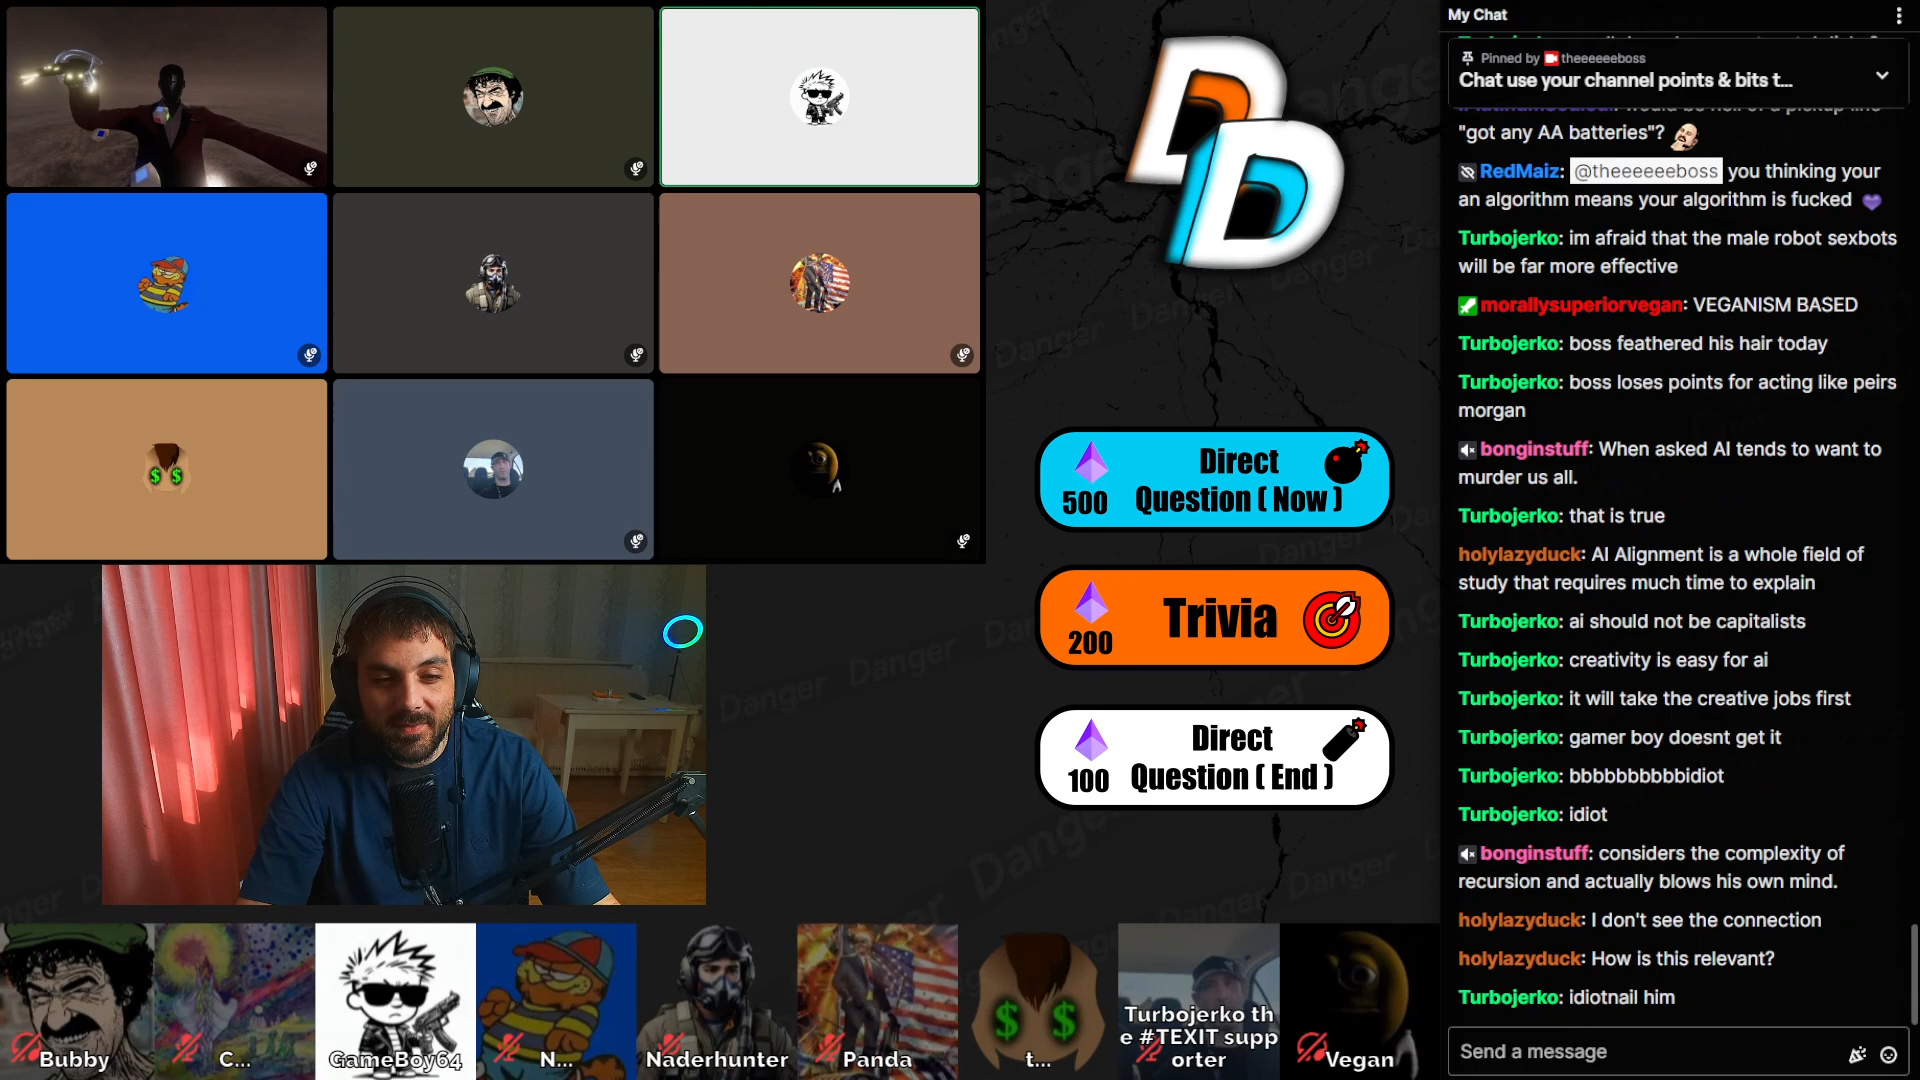 My Chat
Pinned by theeeeeeboss
Chat use your channel points & bits t...
"got any AA batteries"?
RedMaiz: @theeeeeeboss you thinking your
an algorithm means your algorithm is fucked
Turbojerko: im afraid that the male robot sexbots
will be far more effective
morallysuperiorvegan: VEGANISM BASED
Turbojerko: boss feathered his hair today
Turbojerko: boss loses points for acting like peirs
morgan
bonginstuff: When asked AI tends to want to
murder us all.
Turbojerko: that is true
holylazyduck: AI Alignment is a whole field of
study that requires much time to explain
Turbojerko: ai should not be capitalists
Turbojerko: creativity is easy for ai
Turbojerko: it will take the creative jobs first
Turbojerko: gamer boy doesnt get it
Turbojerko: bbbbbbbbbbidiot
Turbojerko: idiot
bonginstuff: considers the complexity of
recursion and actually blows his own mind.
holylazyduck: I don't see the connection
holylazyduck: How is this relevant?
Turbojerko: idiotnail him
Send a message
DD
500
Direct
Question ( Now )
200
Trivia
100
Direct
Question ( End )
Danger
Danger
Danger
Danger
Danger
Bubby
C...
GameBoy64
N...
Naderhunter
Panda
t...
Turbojerko th
e #TEXIT supp
orter
Vegan